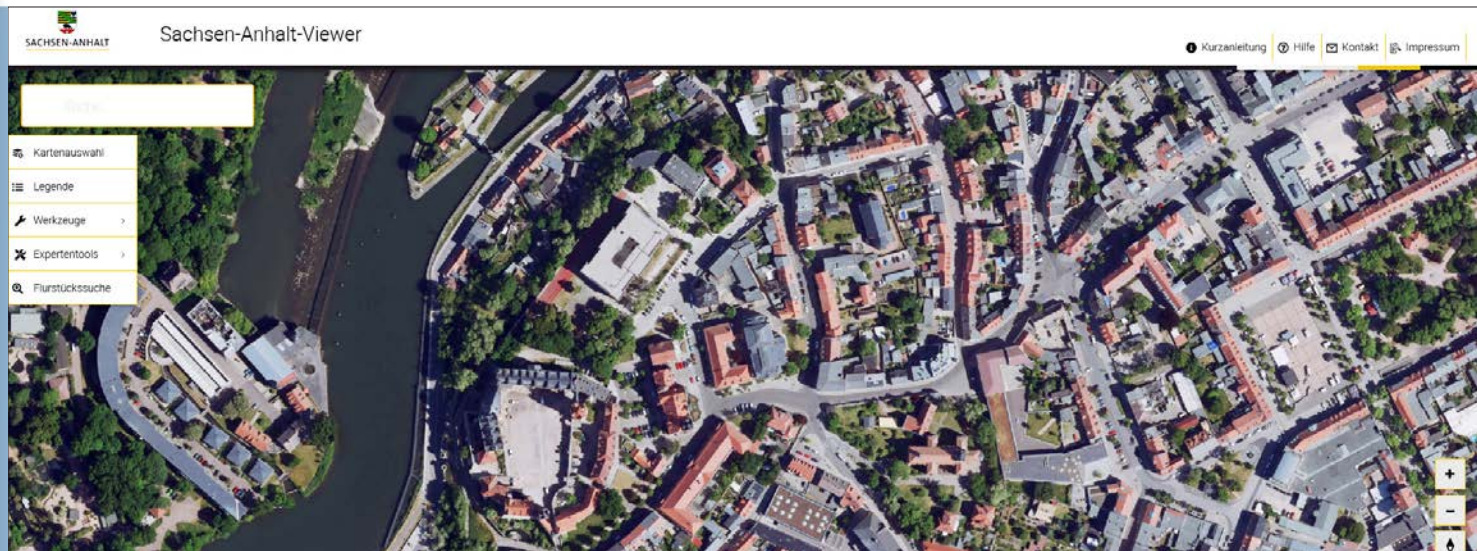 SACHSEN-ANHALT
Sachsen-Anhalt-Viewer
Kurzanleitung
Hilfe
Kontakt
Impressum
Kartenauswahl
Legende
Werkzeuge >
Expertentools >
Flurstückssuche
+
−